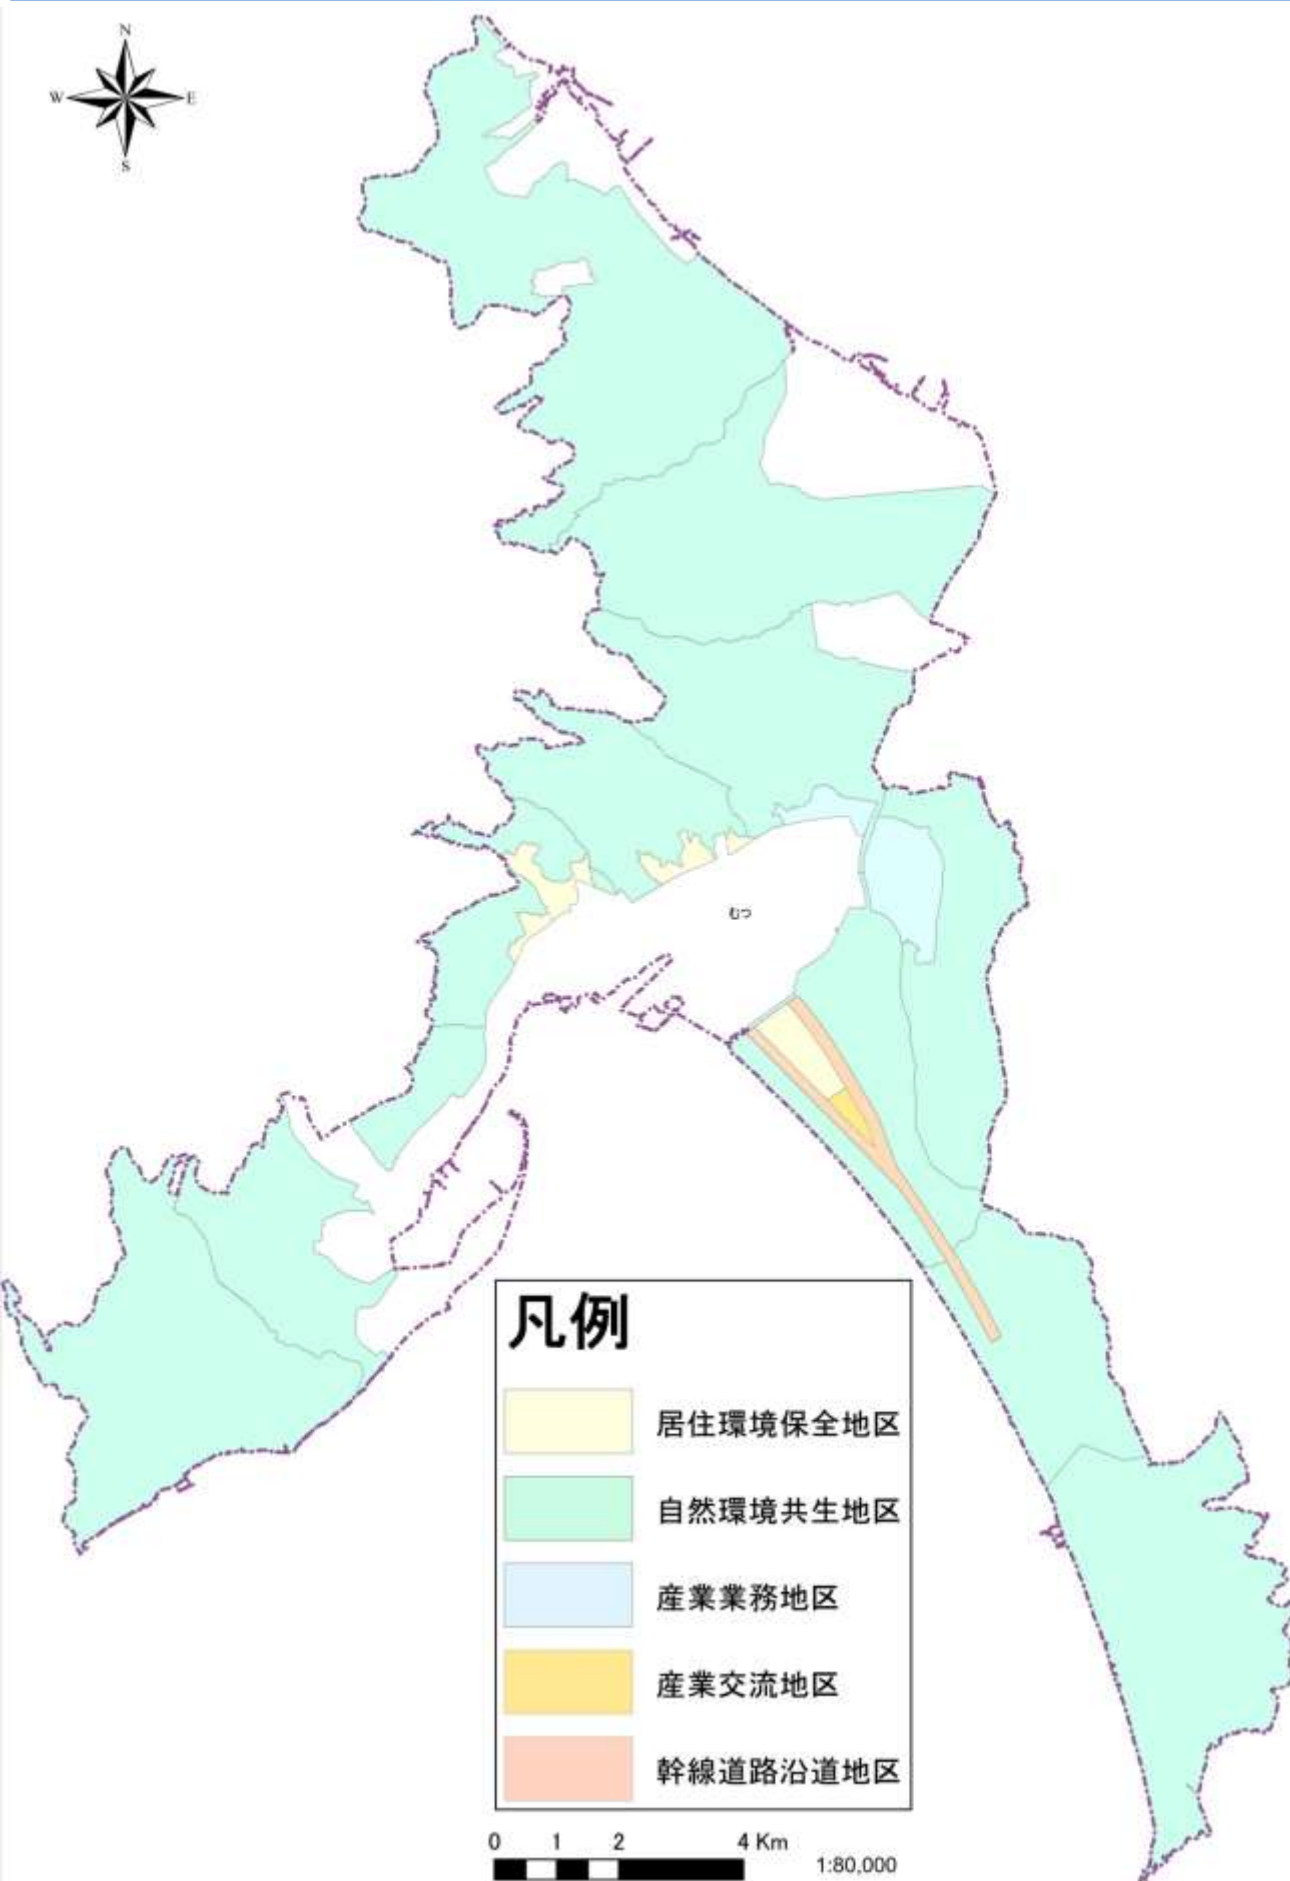 N
W E
S
むつ
凡例
居住環境保全地区
自然環境共生地区
産業業務地区
産業交流地区
幹線道路沿道地区
0 1 2 4 Km
1:80,000